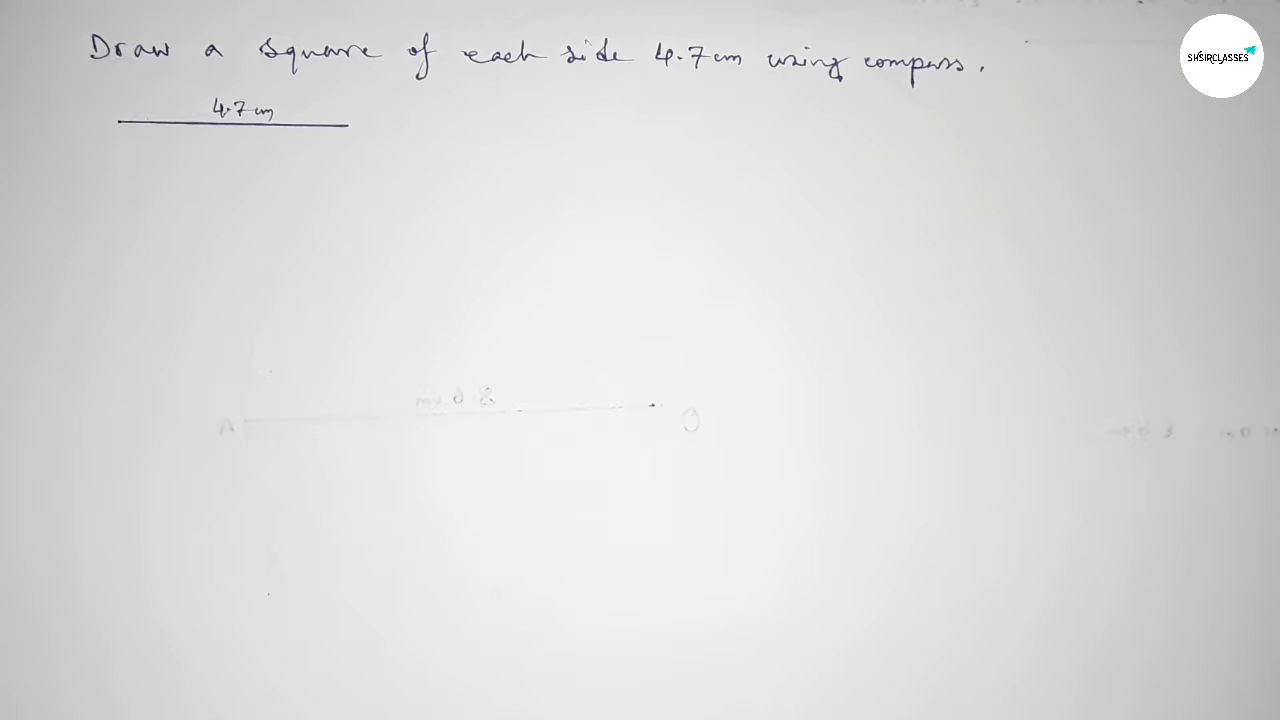 Draw a square of each side 4.7cm using compass.
SHSIRCLASSES
4.7cm
A